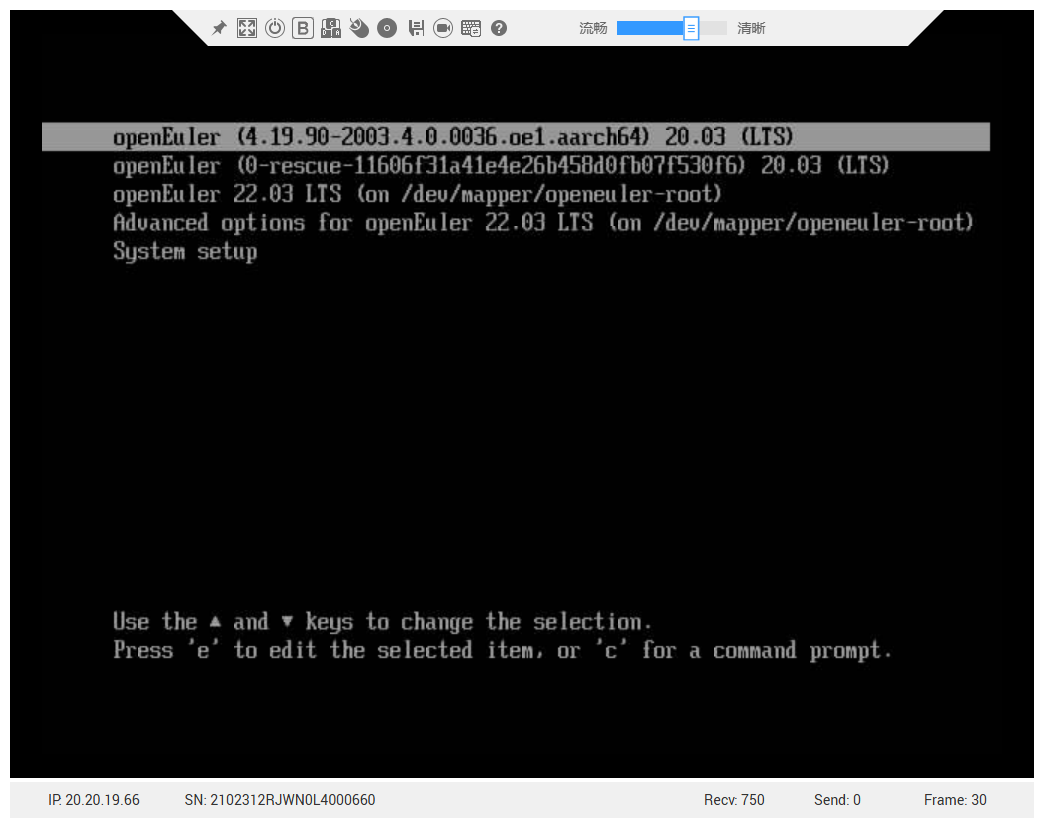 B
C
D A
?
流畅 清晰
openEuler (4.19.90-2003.4.0.0036.oe1.aarch64) 20.03 (LTS)
openEuler (0-rescue-11606f31a41e4e26b458d0fb07f530f6) 20.03 (LTS)
openEuler 22.03 LTS (on /dev/mapper/openeuler-root)
Advanced options for openEuler 22.03 LTS (on /dev/mapper/openeuler-root)
System setup
Use the ▲ and ▼ keys to change the selection.
Press 'e' to edit the selected item, or 'c' for a command prompt.
IP: 20.20.19.66 SN: 2102312RJWN0L4000660 Recv: 750 Send: 0 Frame: 30